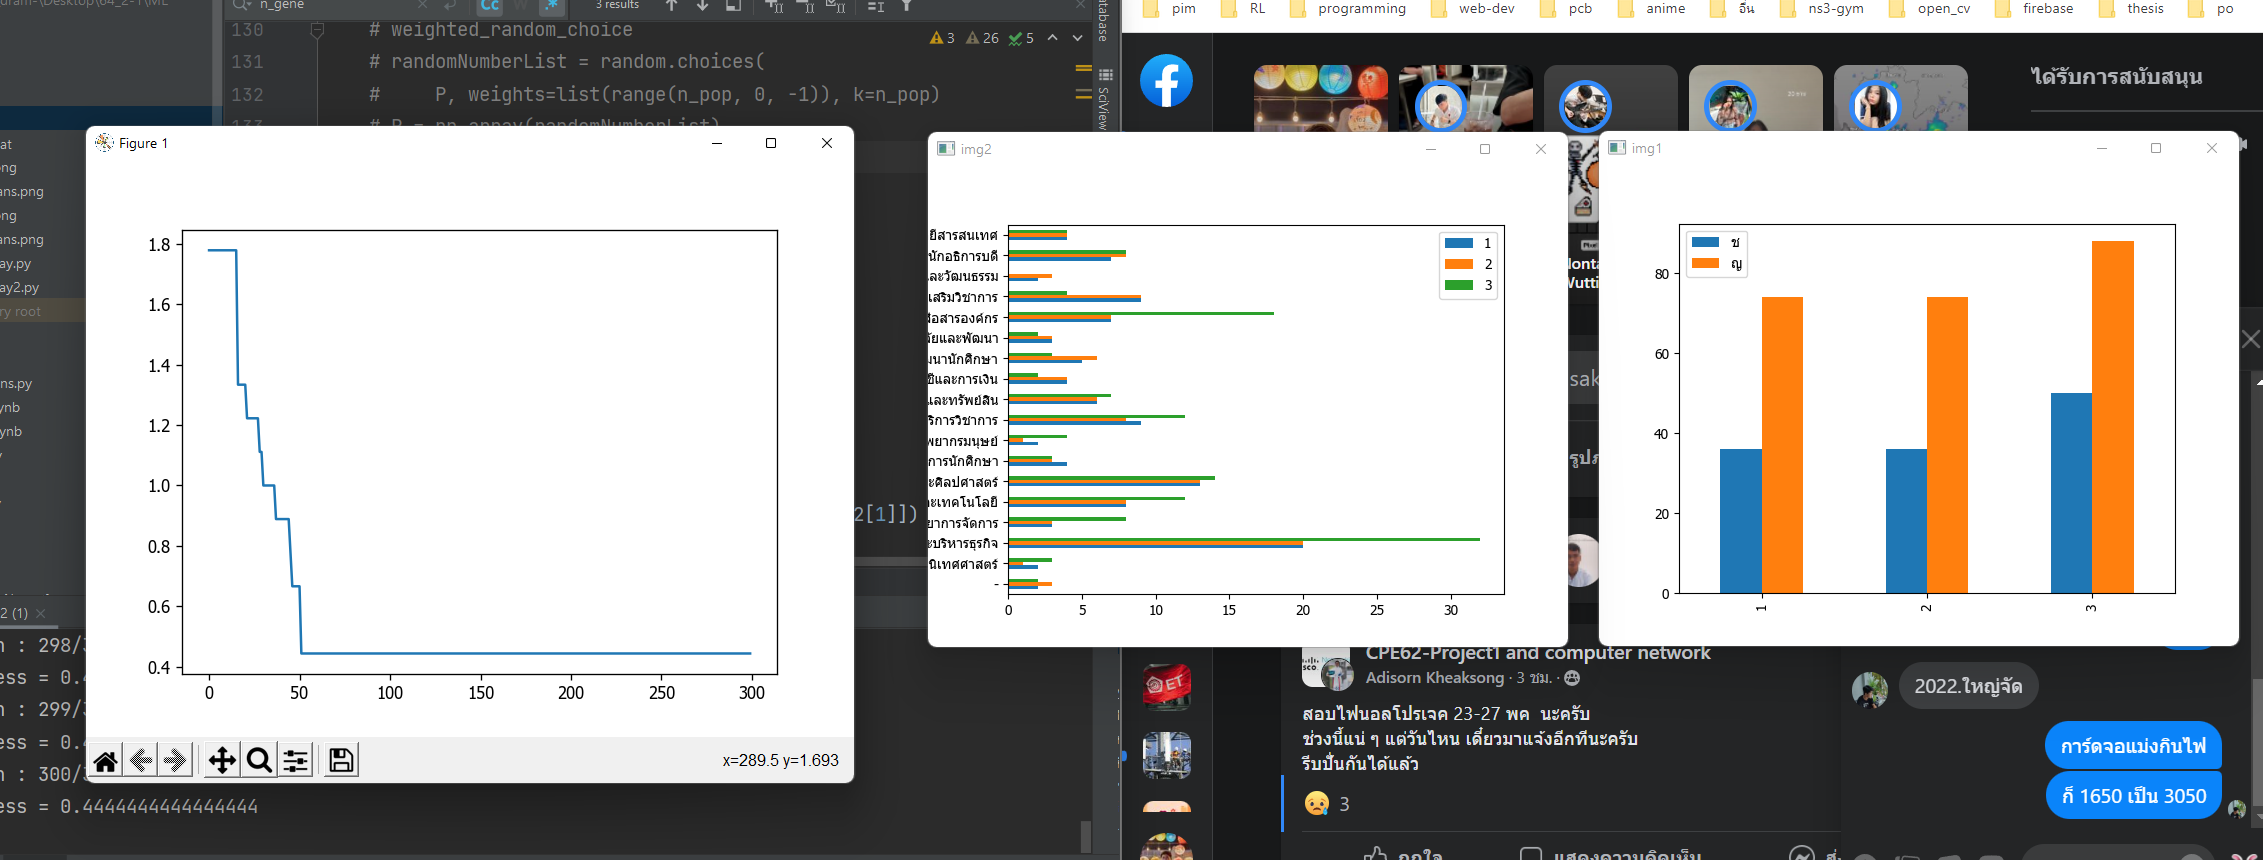 n_gene
Cc
W
3 results
130
# weighted_random_choice
131
# randomNumberList = random.choices(
132
# P, weights=list(range(n_pop, 0, -1)), k=n_pop)
3
26
5
SciView
pim
RL
programming
web-dev
pcb
anime
อื่น
ns3-gym
open_cv
firebase
thesis
po
ได้รับการสนับสนุน
ans.png
ans.png
ay.py
ay2.py
ry root
ns.py
ynb
ynb
Figure 1
1.8
1.6
1.4
1.2
1.0
0.8
0.6
0.4
0
50
100
150
200
250
300
x=289.5 y=1.693
2[1]])
2 (1)
n : 298/3
ess = 0.4
n : 299/3
ess = 0.4
n : 300/3
ess = 0.4444444444444444
img2
ยีสารสนเทศ
นักอธิการบดี
และวัฒนธรรม
เสริมวิชาการ
สื่อสารองค์กร
จัยและพัฒนา
ฒนานักศึกษา
ชีและการเงิน
และทรัพย์สิน
ริการวิชาการ
พยากรมนุษย์
การนักศึกษา
ะศิลปศาสตร์
ละเทคโนโลยี
ยาการจัดการ
ะบริหารธุรกิจ
นิเทศศาสตร์
-
0
5
10
15
20
25
30
1
2
3
img1
ช
ญ
80
60
40
20
0
1
2
3
CPE62-Project1 and computer network
Adisorn Kheaksong · 3 ชม. ·
สอบไฟนอลโปรเจค 23-27 พค นะครับ
ช่วงนี้แน่ ๆ แต่วันไหน เดี๋ยวมาแจ้งอีกทีนะครับ
รีบปั่นกันได้แล้ว
3
ถูกใจ
แสดงความคิดเห็น
2022.ใหญ่จัด
การ์ดจอแม่งกินไฟ
ก็ 1650 เป็น 3050